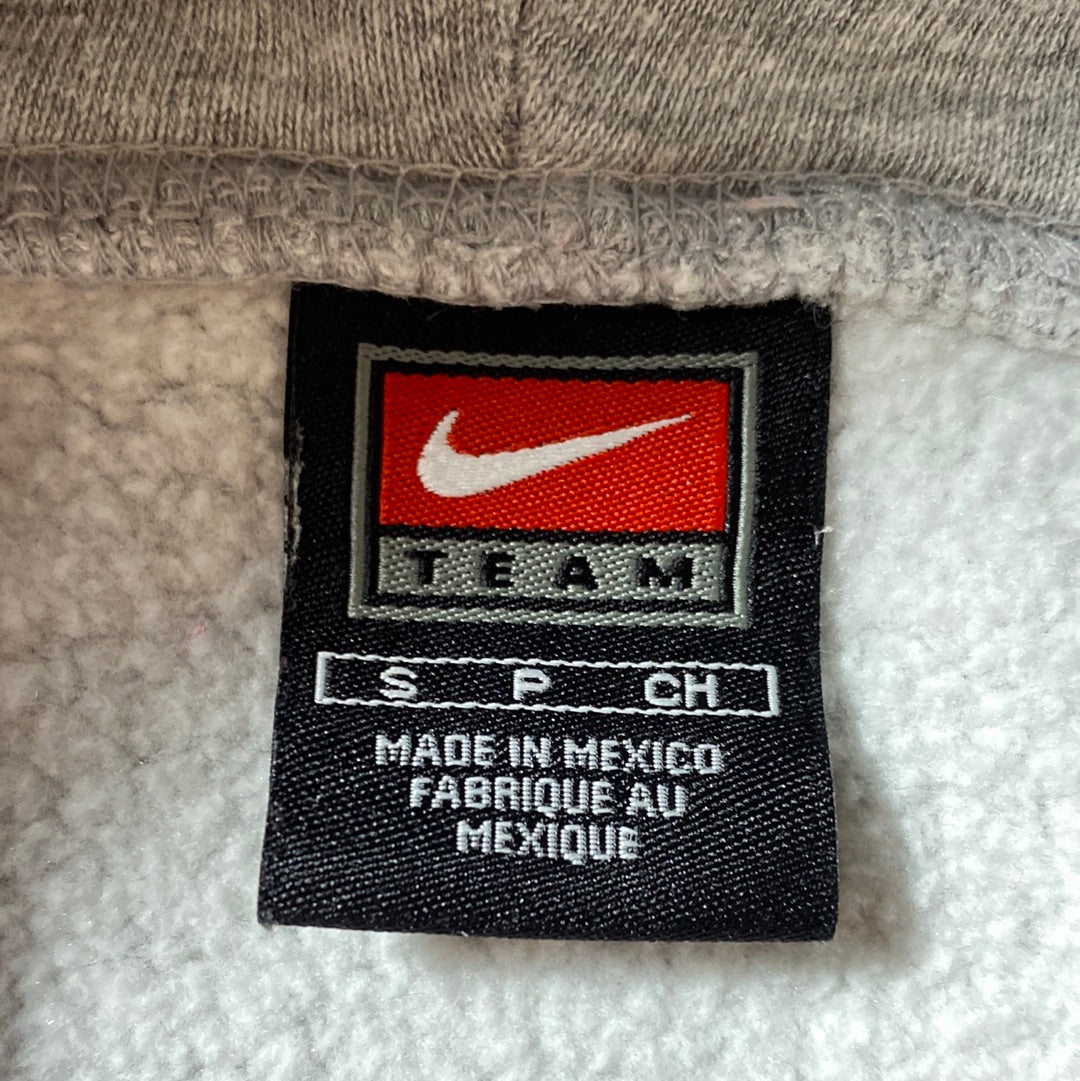 TEAM
S P CH
MADE IN MEXICO
FABRIQUE AU
MEXIQUE